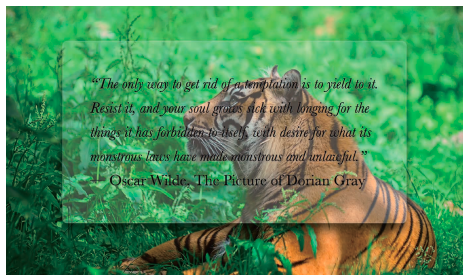 “The only way to get rid of a temptation is to yield to it.
Resist it, and your soul grows sick with longing for the
things it has forbidden to itself, with desire for what its
monstrous laws have made monstrous and unlawful.”
Oscar Wilde, The Picture of Dorian Gray